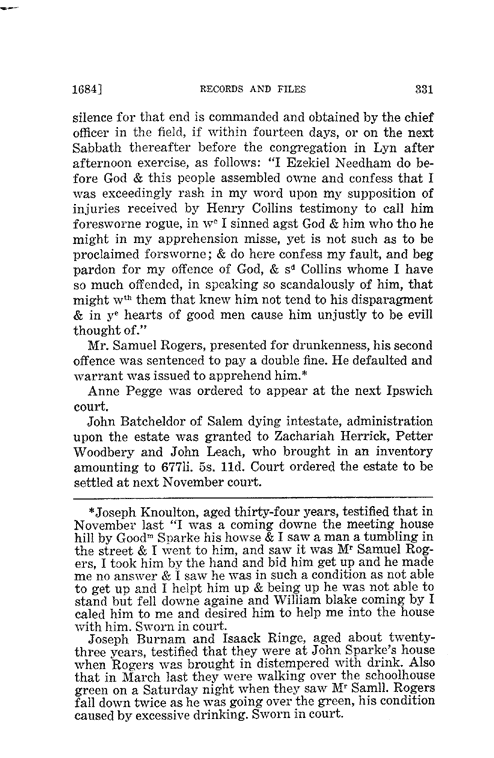 1684] RECORDS AND FILES 331
silence for that end is commanded and obtained by the chief
officer in the field, if within fourteen days, or on the next
Sabbath thereafter before the congregation in Lyn after
afternoon exercise, as follows: "I Ezekiel Needham do be-
fore God & this people assembled owne and confess that I
was exceedingly rash in my word upon my supposition of
injuries received by Henry Collins testimony to call him
foresworne rogue, in wᶜ I sinned agst God & him who tho he
might in my apprehension misse, yet is not such as to be
proclaimed forsworne; & do here confess my fault, and beg
pardon for my offence of God, & sᵈ Collins whome I have
so much offended, in speaking so scandalously of him, that
might wᵗʰ them that knew him not tend to his disparagment
& in yᵉ hearts of good men cause him unjustly to be evill
thought of."
Mr. Samuel Rogers, presented for drunkenness, his second
offence was sentenced to pay a double fine. He defaulted and
warrant was issued to apprehend him.*
Anne Pegge was ordered to appear at the next Ipswich
court.
John Batcheldor of Salem dying intestate, administration
upon the estate was granted to Zachariah Herrick, Petter
Woodbery and John Leach, who brought in an inventory
amounting to 677li. 5s. 11d. Court ordered the estate to be
settled at next November court.
*Joseph Knoulton, aged thirty-four years, testified that in
November last "I was a coming downe the meeting house
hill by Goodᵐ Sparke his howse & I saw a man a tumbling in
the street & I went to him, and saw it was Mʳ Samuel Rog-
ers, I took him by the hand and bid him get up and he made
me no answer & I saw he was in such a condition as not able
to get up and I helpt him up & being up he was not able to
stand but fell downe againe and William blake coming by I
caled him to me and desired him to help me into the house
with him. Sworn in court.
Joseph Burnam and Isaack Ringe, aged about twenty-
three years, testified that they were at John Sparke's house
when Rogers was brought in distempered with drink. Also
that in March last they were walking over the schoolhouse
green on a Saturday night when they saw Mʳ Samll. Rogers
fall down twice as he was going over the green, his condition
caused by excessive drinking. Sworn in court.